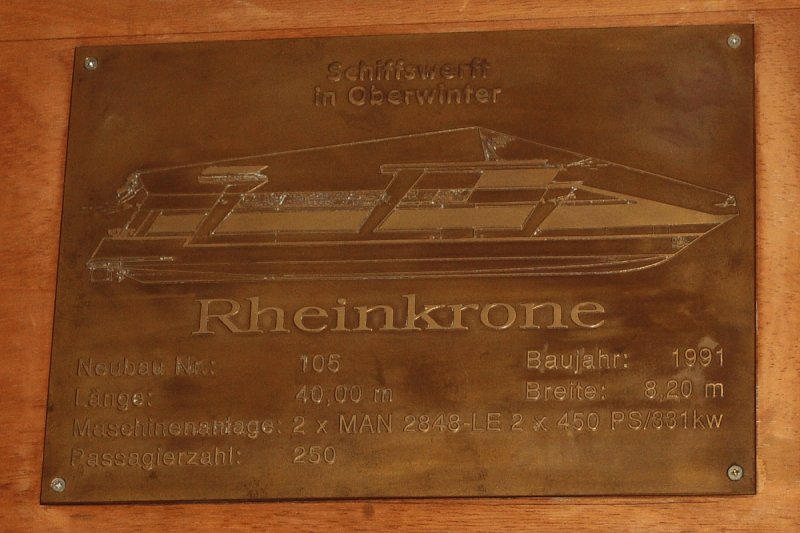 Schiffswerft
in Oberwinter
Rheinkrone
Neubau Nr.: 105 Baujahr: 1991
Länge: 40,00 m Breite: 8,20 m
Maschinenanlage: 2 x MAN 2848-LE 2 x 450 PS/331kw
Passagierzahl: 250